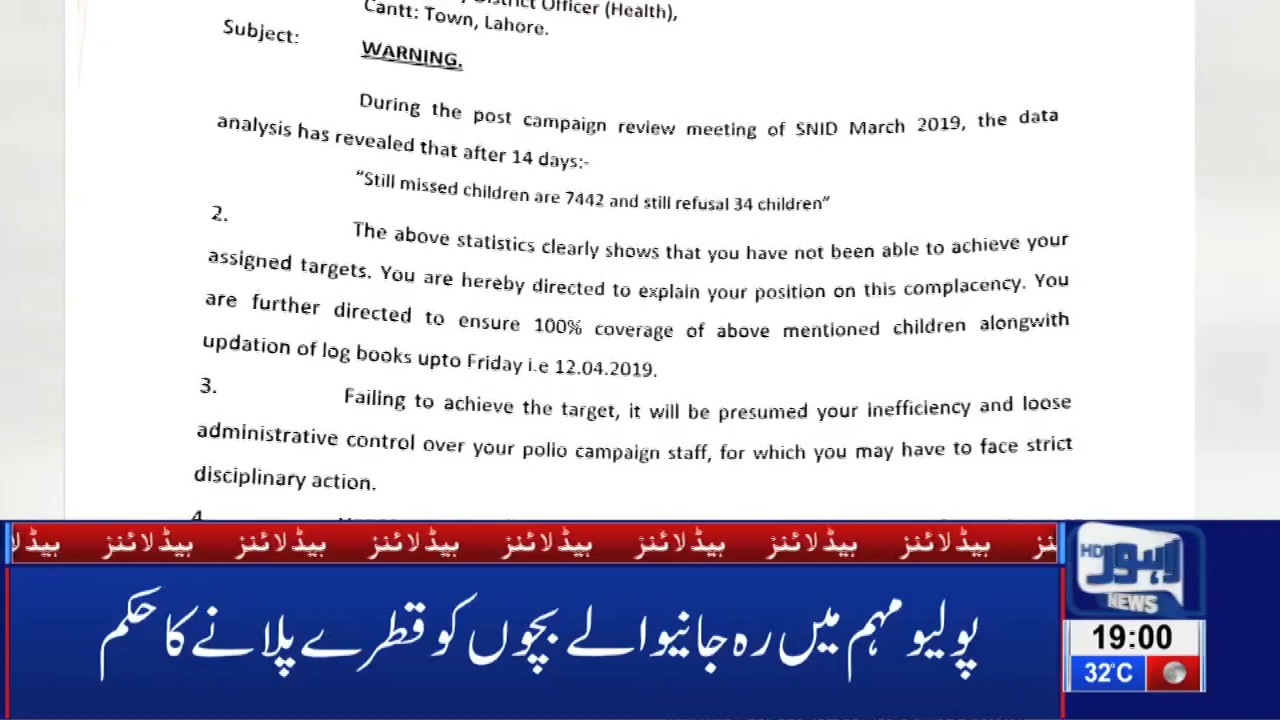 District Officer (Health),
Cantt: Town, Lahore.
Subject:
WARNING.
During the post campaign review meeting of SNID March 2019, the data
analysis has revealed that after 14 days:-
“Still missed children are 7442 and still refusal 34 children”
2. The above statistics clearly shows that you have not been able to achieve your
assigned targets. You are hereby directed to explain your position on this complacency. You
are further directed to ensure 100% coverage of above mentioned children alongwith
updation of log books upto Friday i.e 12.04.2019.
3. Failing to achieve the target, it will be presumed your inefficiency and loose
administrative control over your polio campaign staff, for which you may have to face strict
disciplinary action.
4.
ہیڈلائنز ہیڈلائنز ہیڈلائنز ہیڈلائنز ہیڈلائنز ہیڈلائنز ہیڈلائنز
پولیو مہم میں رہ جانیوالے بچوں کو قطرے پلانے کا حکم
لاہور
HD
NEWS
19:00
32°C